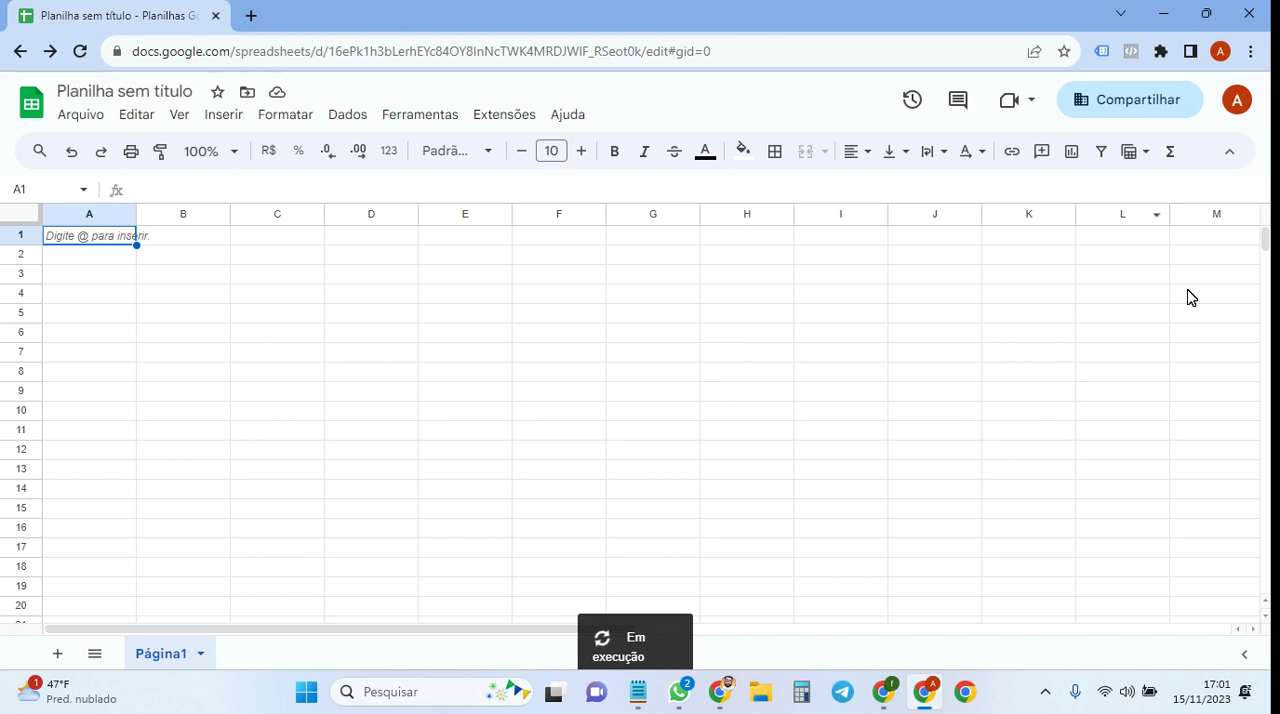 Planilha sem título - Planilhas Go
docs.google.com/spreadsheets/d/16ePk1h3bLerhEYc84OY8InNcTWK4MRDJWIF_RSeot0k/edit#gid=0
A
Planilha sem título
Compartilhar
A
Arquivo Editar Ver Inserir Formatar Dados Ferramentas Extensões Ajuda
100% R$ % .0 .00 123 Padrã... 10 B I S A A Σ
A1 fx
A B C D E F G H I J K L M
1 Digite @ para inserir
2
3
4
5
6
7
8
9
10
11
12
13
14
15
16
17
18
19
20
Em
execução
Página1
1 47°F
Pred. nublado
Pesquisar
2
f
A
17:01
15/11/2023